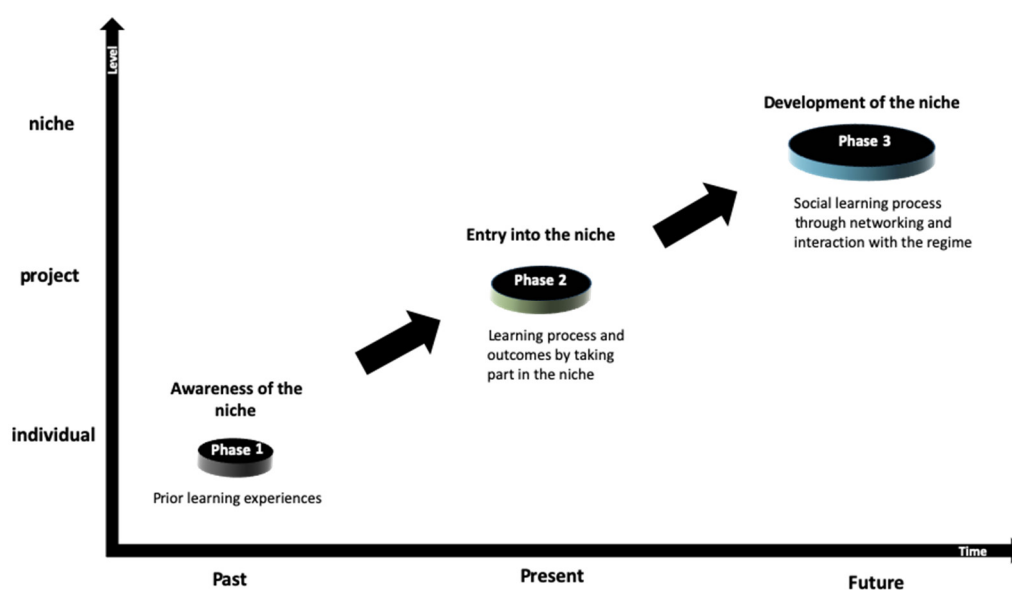 Level
niche
Development of the niche
Phase 3
Social learning process
through networking and
interaction with the regime
Entry into the niche
project
Phase 2
Learning process and
outcomes by taking
part in the niche
Awareness of the
niche
individual
Phase 1
Prior learning experiences
Time
Past
Present
Future